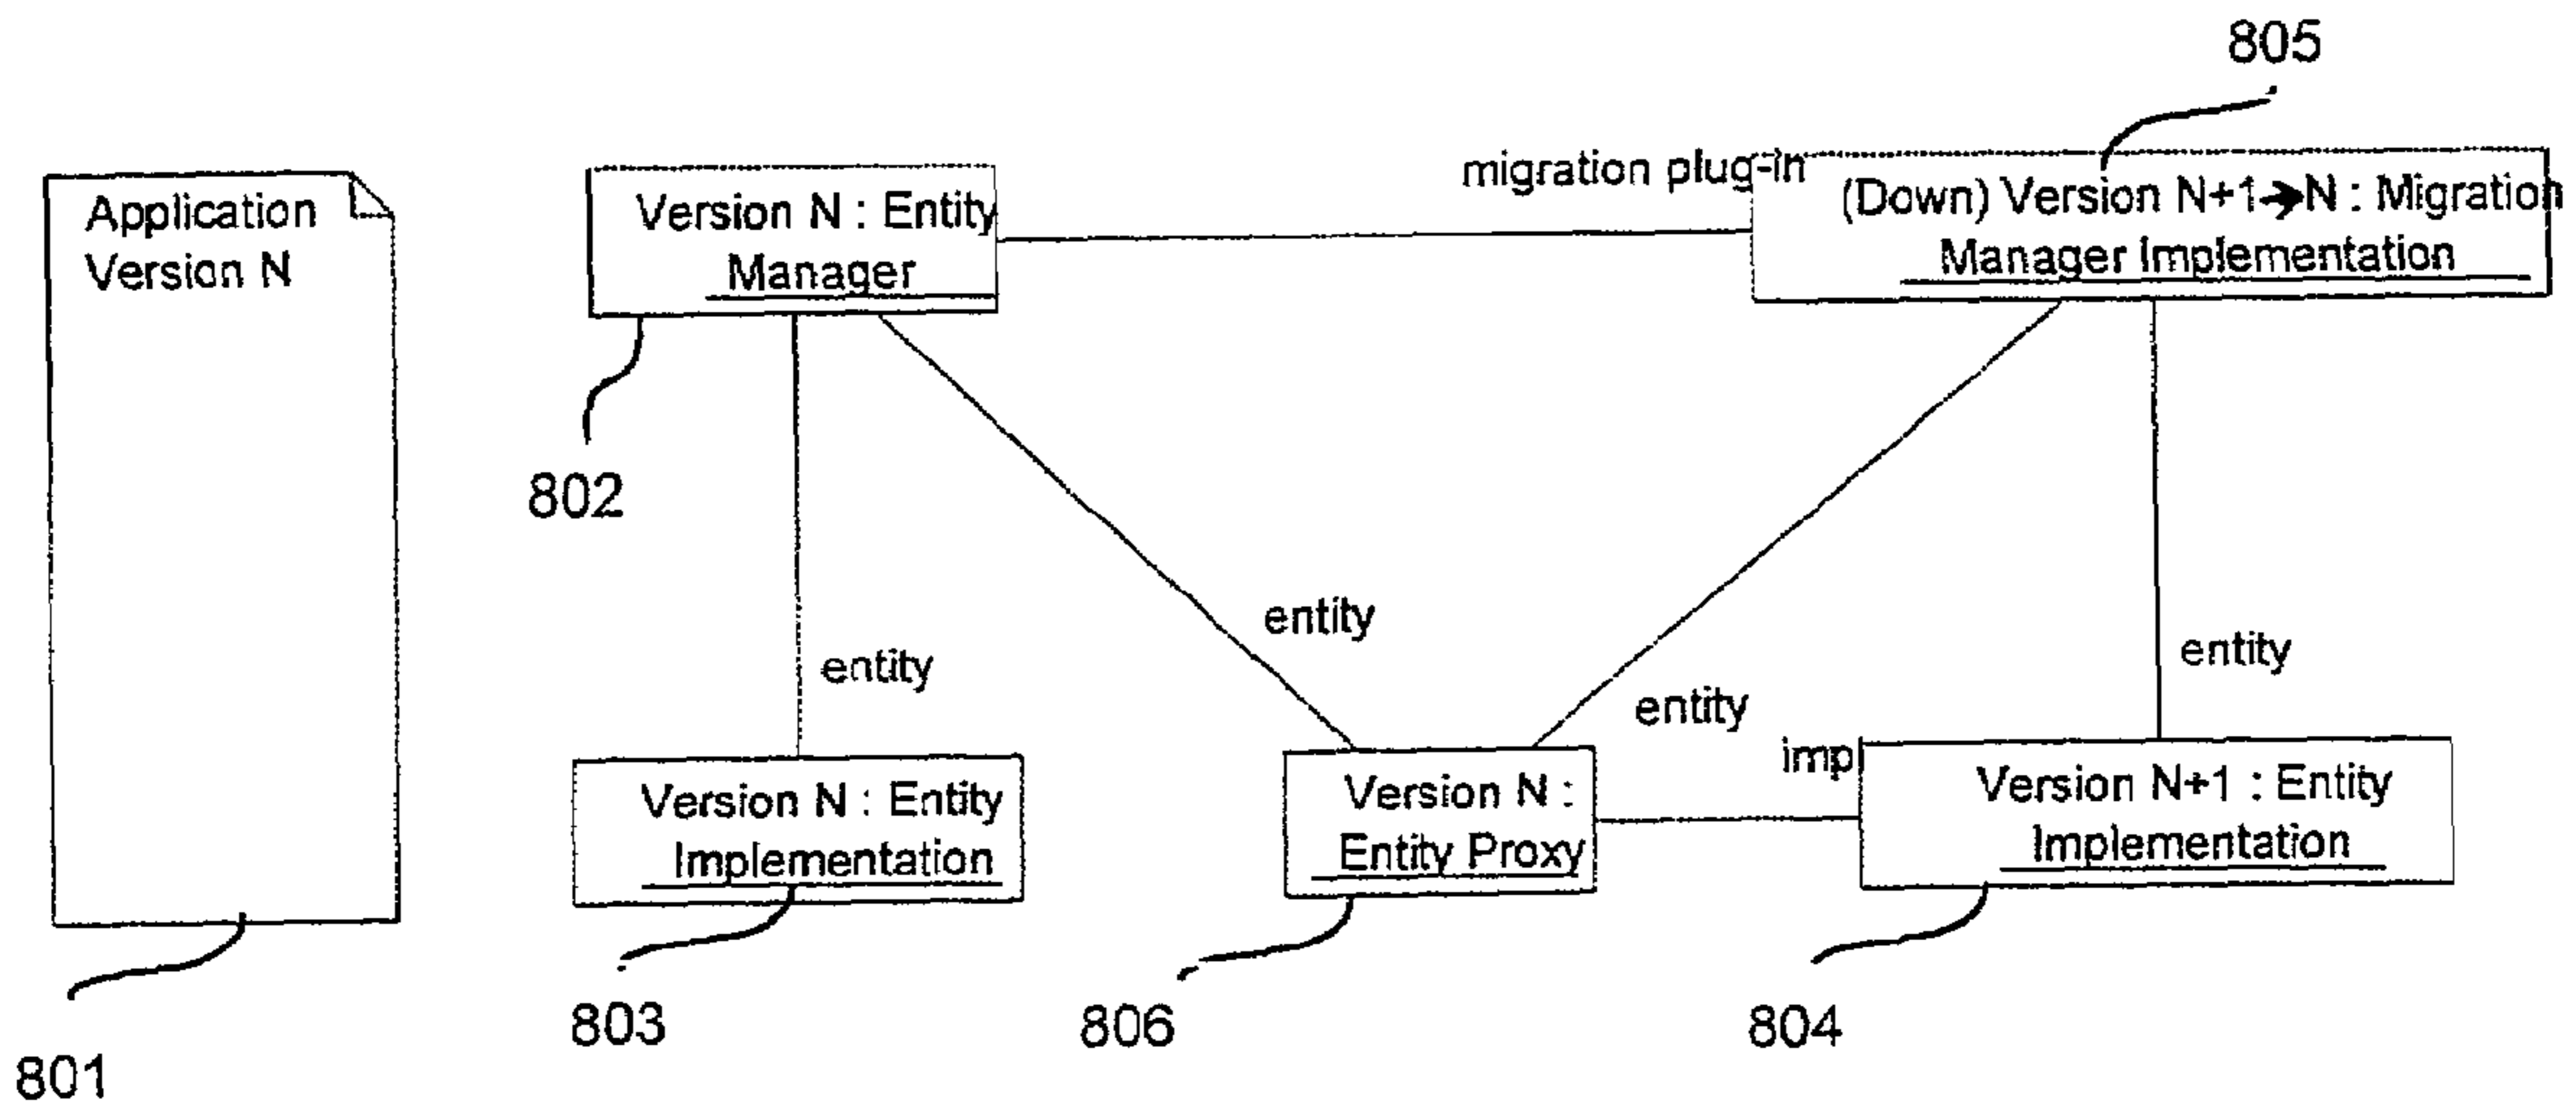 805
migration plug-in
Application
Version N
Version N : Entity
Manager
(Down) Version N+1→N : Migration
Manager Implementation
802
entity
entity
entity
entity
impl
Version N : Entity
Implementation
Version N :
Entity Proxy
Version N+1 : Entity
Implementation
803
806
804
801